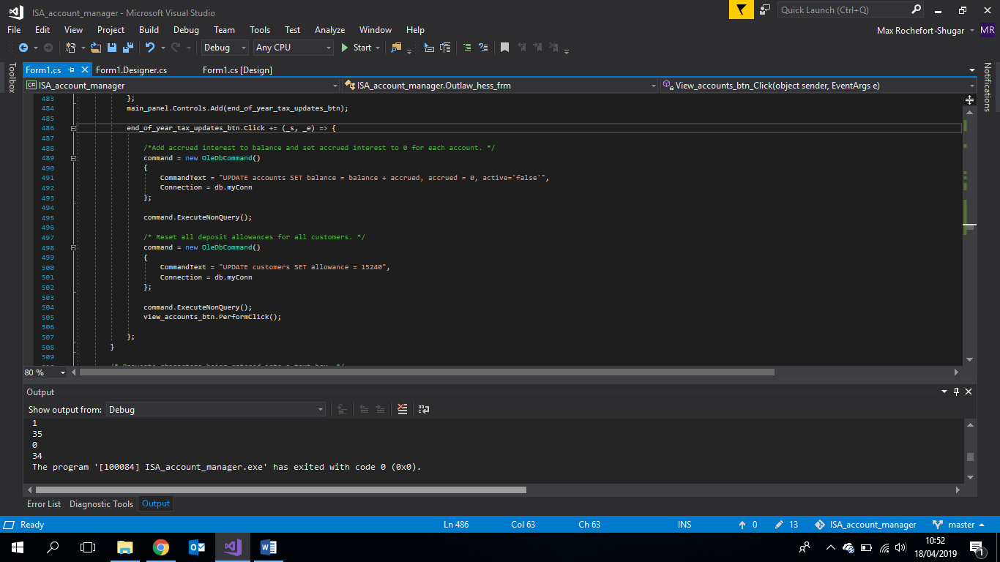 ISA_account_manager - Microsoft Visual Studio
Quick Launch (Ctrl+Q)
File Edit View Project Build Debug Team Tools Test Analyze Window Help
Max Rochefort-Shugar MR
Debug Any CPU Start
Toolbox
Notifications
Form1.cs Form1.Designer.cs Form1.cs [Design]
C# ISA_account_manager ISA_account_manager.Outlaw_hess_frm View_accounts_btn_Click(object sender, EventArgs e)
483 };
484 main_panel.Controls.Add(end_of_year_tax_updates_btn);
485
486 end_of_year_tax_updates_btn.Click += (_s, _e) => {
487
488 /*Add accrued interest to balance and set accrued interest to 0 for each account. */
489 command = new OleDbCommand()
490 {
491 CommandText = "UPDATE accounts SET balance = balance + accrued, accrued = 0, active='false'",
492 Connection = db.myConn
493 };
494
495 command.ExecuteNonQuery();
496
497 /* Reset all deposit allowances for all customers. */
498 command = new OleDbCommand()
499 {
500 CommandText = "UPDATE customers SET allowance = 15240",
501 Connection = db.myConn
502 };
503
504 command.ExecuteNonQuery();
505 view_accounts_btn.PerformClick();
506
507 };
508 }
509
80 %
Output
Show output from: Debug
1
35
0
34
The program '[100084] ISA_account_manager.exe' has exited with code 0 (0x0).
Error List Diagnostic Tools Output
Ready Ln 486 Col 63 Ch 63 INS 0 13 ISA_account_manager master
10:52
18/04/2019
1